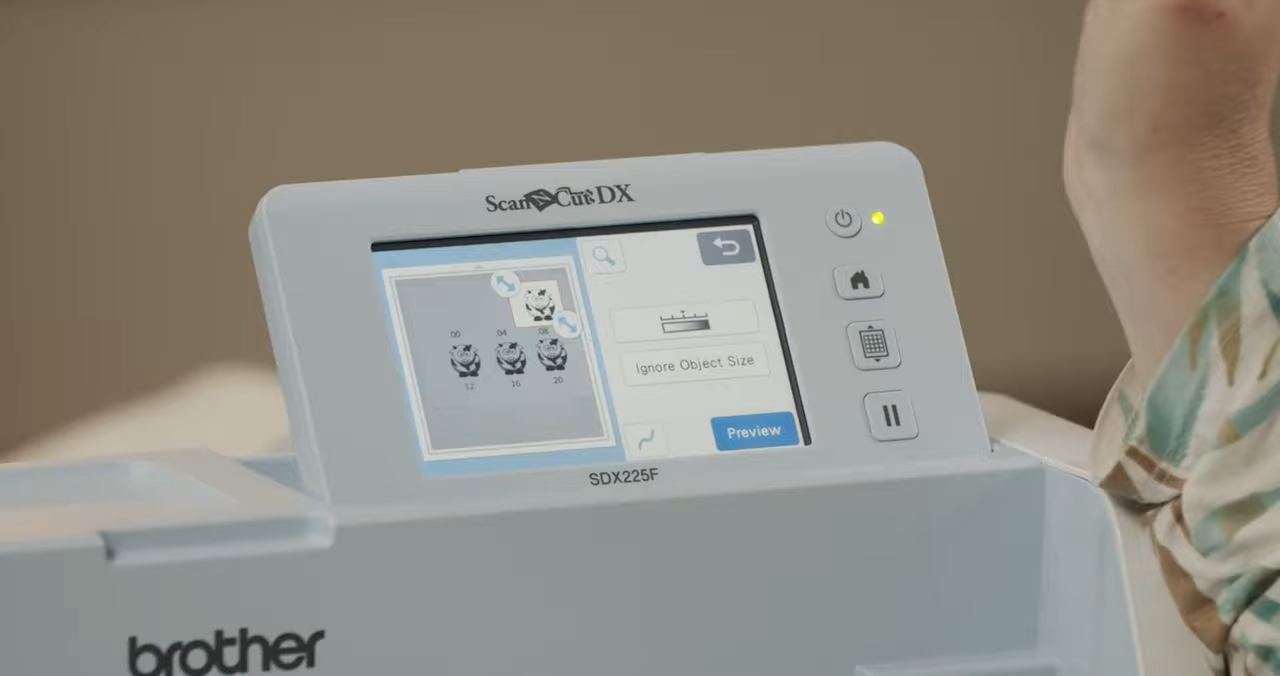 ScanNCut DX
.00
.04
.08
12
16
.20
Ignore Object Size
Preview
SDX225F
brother